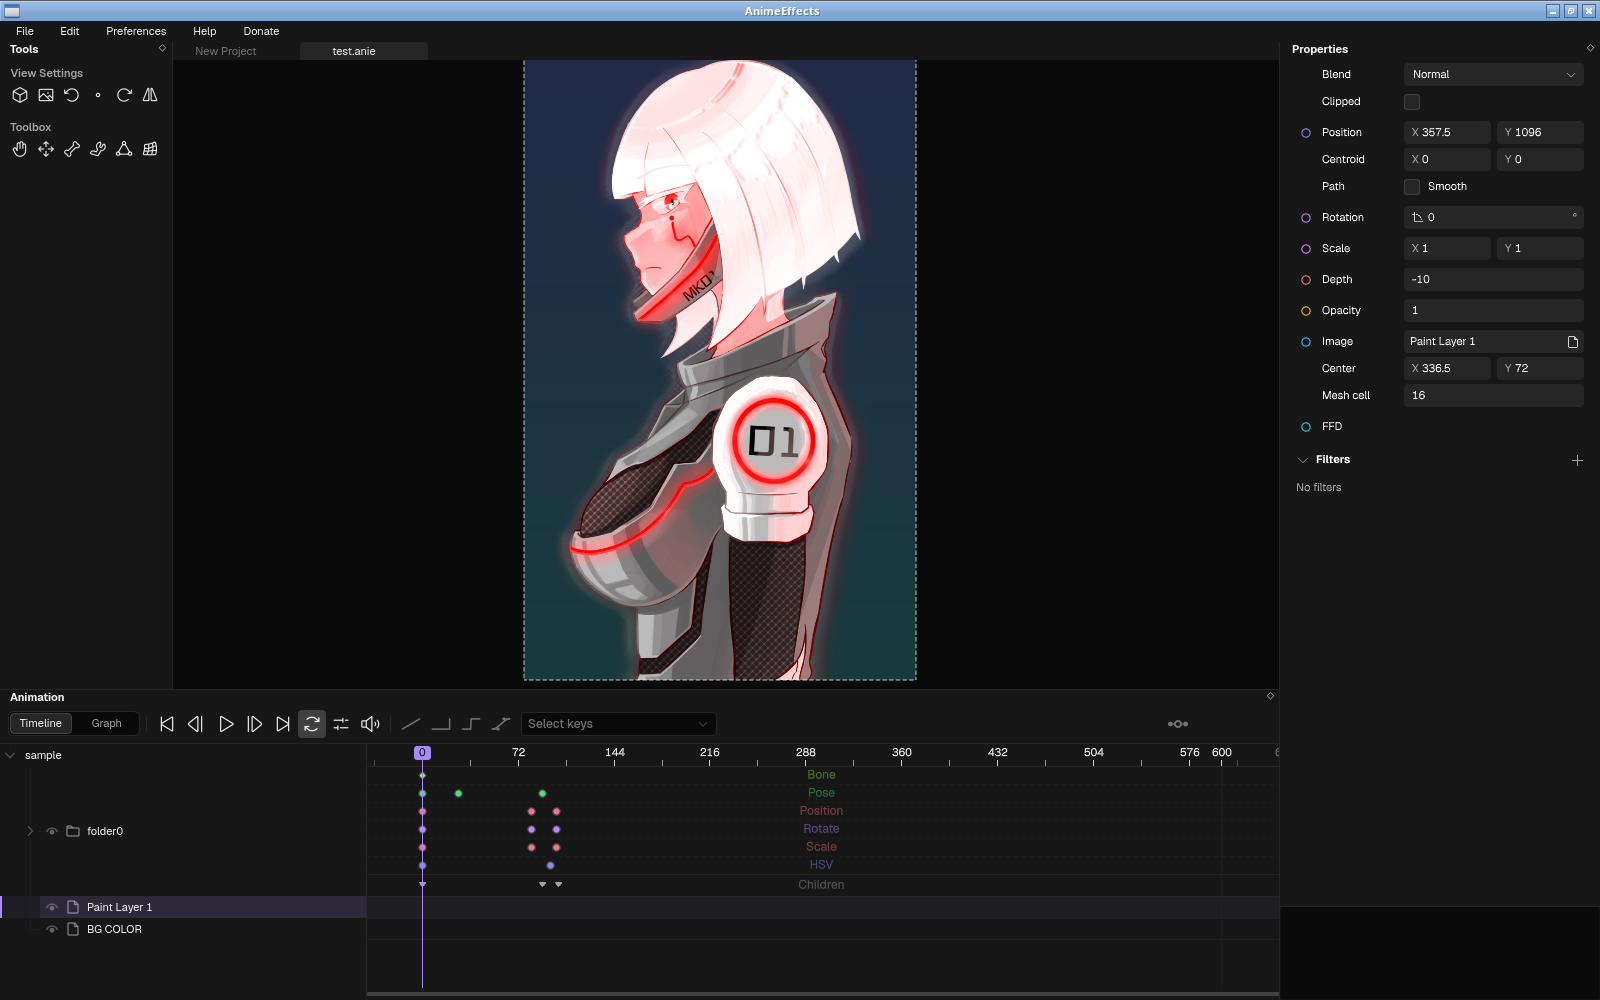 AnimeEffects
File Edit Preferences Help Donate
Tools
New Project test.anie
Properties
View Settings
Toolbox
Blend Normal
Clipped
Position X 357.5 Y 1096
Centroid X 0 Y 0
Path Smooth
Rotation 0 °
Scale X 1 Y 1
Depth -10
Opacity 1
Image Paint Layer 1
Center X 336.5 Y 72
Mesh cell 16
FFD
Filters
No filters
MK01
01
Animation
Timeline Graph Select keys
sample
0 72 144 216 288 360 432 504 576 600
Bone
Pose
Position
folder0 Rotate
Scale
HSV
Children
Paint Layer 1
BG COLOR